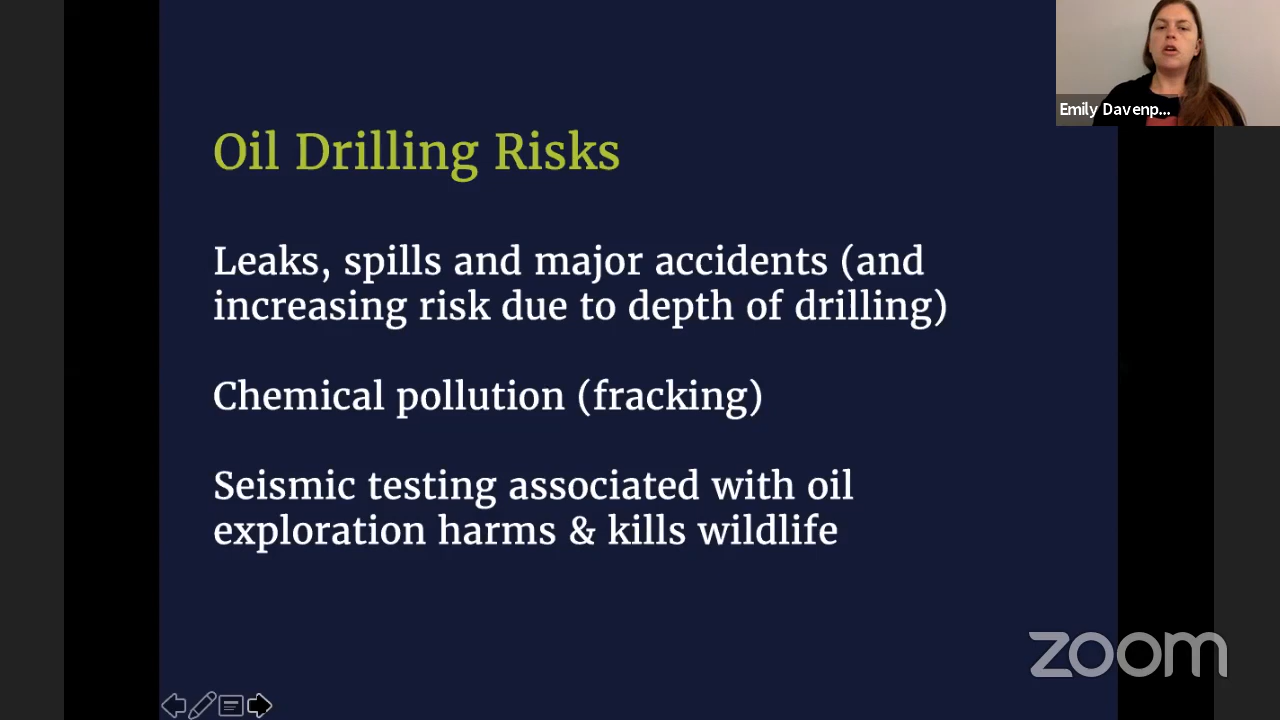 Emily Davenp...
Oil Drilling Risks
Leaks, spills and major accidents (and
increasing risk due to depth of drilling)
Chemical pollution (fracking)
Seismic testing associated with oil
exploration harms & kills wildlife
zoom